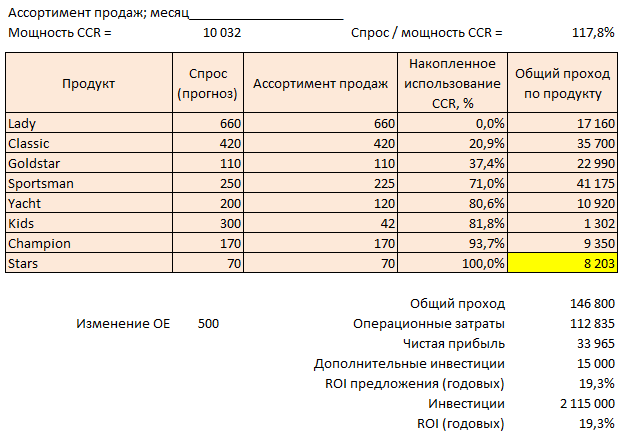 Ассортимент продаж; месяц______________________
Мощность CCR = 10 032 Спрос / мощность CCR = 117,8%
Продукт Спрос (прогноз) Ассортимент продаж Накопленное использование CCR, % Общий проход по продукту
Lady 660 660 0,0% 17 160
Classic 420 420 20,9% 35 700
Goldstar 110 110 37,4% 22 990
Sportsman 250 225 71,0% 41 175
Yacht 200 120 80,6% 10 920
Kids 300 42 81,8% 1 302
Champion 170 170 93,7% 9 350
Stars 70 70 100,0% 8 203
Общий проход 146 800
Изменение OE 500 Операционные затраты 112 835
Чистая прибыль 33 965
Дополнительные инвестиции 15 000
ROI предложения (годовых) 19,3%
Инвестиции 2 115 000
ROI (годовых) 19,3%